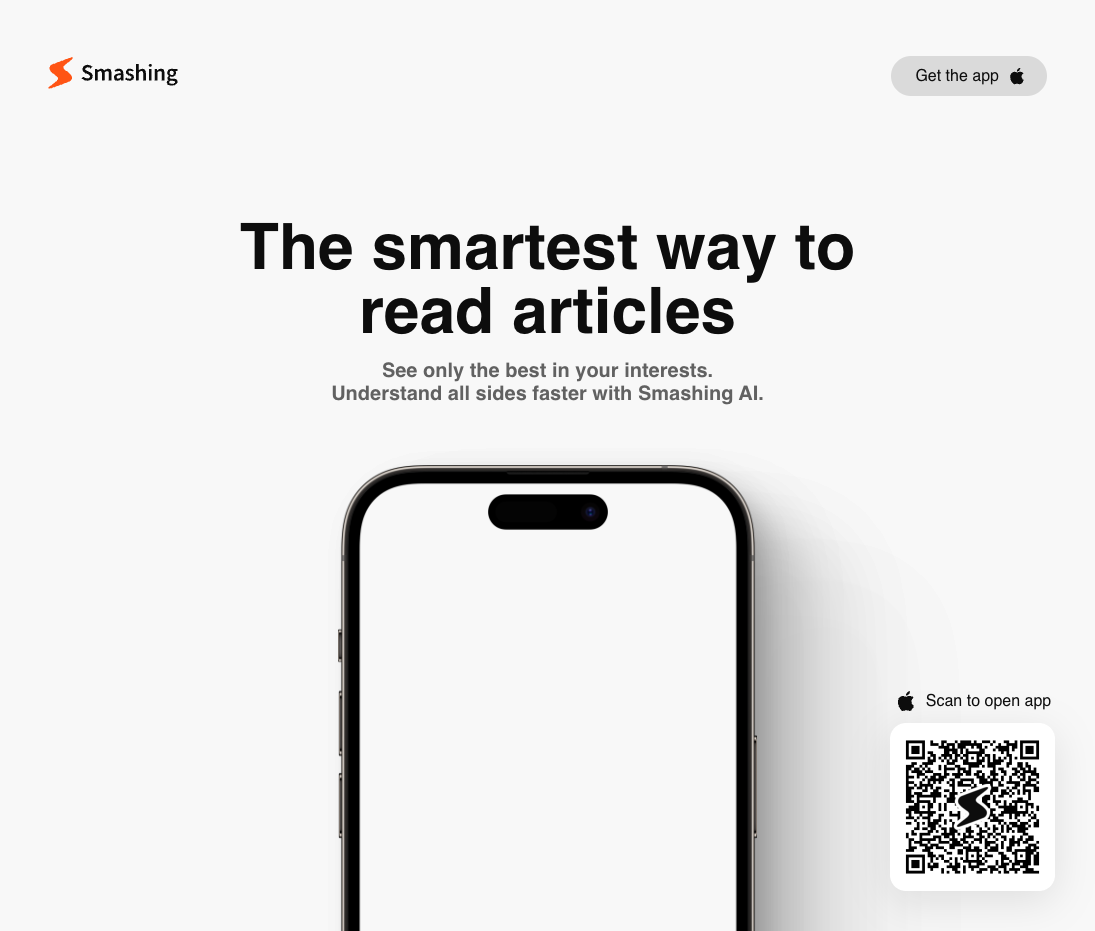 Smashing
Get the app
The smartest way to
read articles
See only the best in your interests.
Understand all sides faster with Smashing AI.
Scan to open app